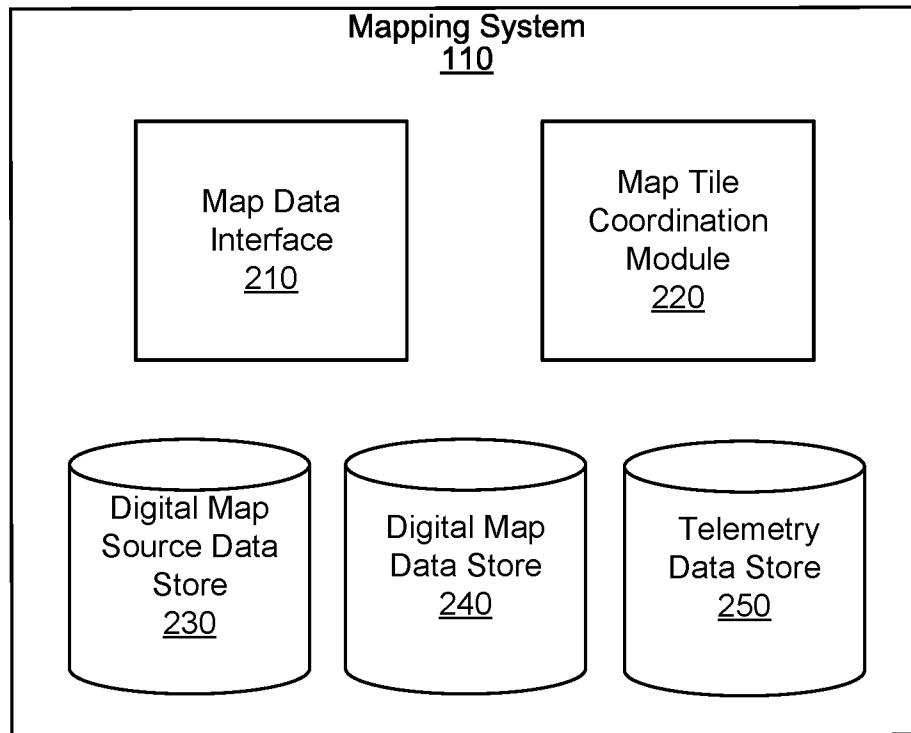 Mapping System
110
Map Data
Interface
210
Map Tile
Coordination
Module
220
Digital Map
Source Data
Store
230
Digital Map
Data Store
240
Telemetry
Data Store
250